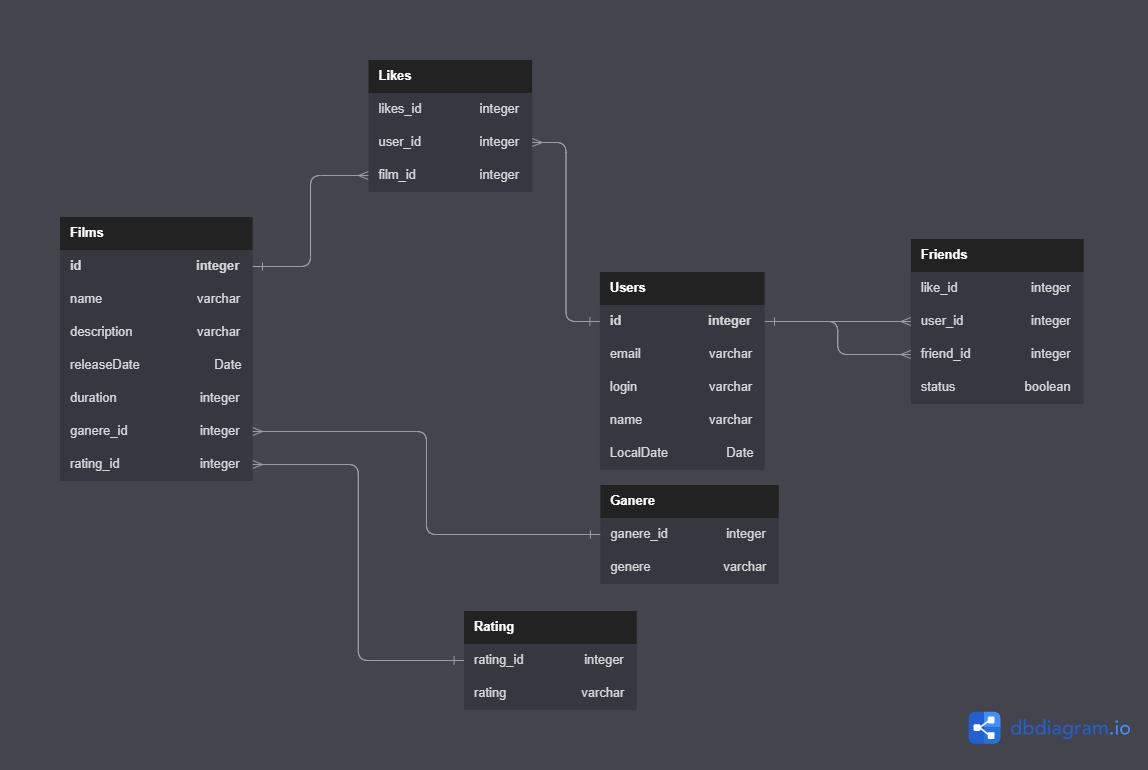 Likes
likes_id integer
user_id integer
film_id integer
Films
id integer
name varchar
description varchar
releaseDate Date
duration integer
ganere_id integer
rating_id integer
Users
id integer
email varchar
login varchar
name varchar
LocalDate Date
Friends
like_id integer
user_id integer
friend_id integer
status boolean
Ganere
ganere_id integer
genere varchar
Rating
rating_id integer
rating varchar
dbdiagram.io